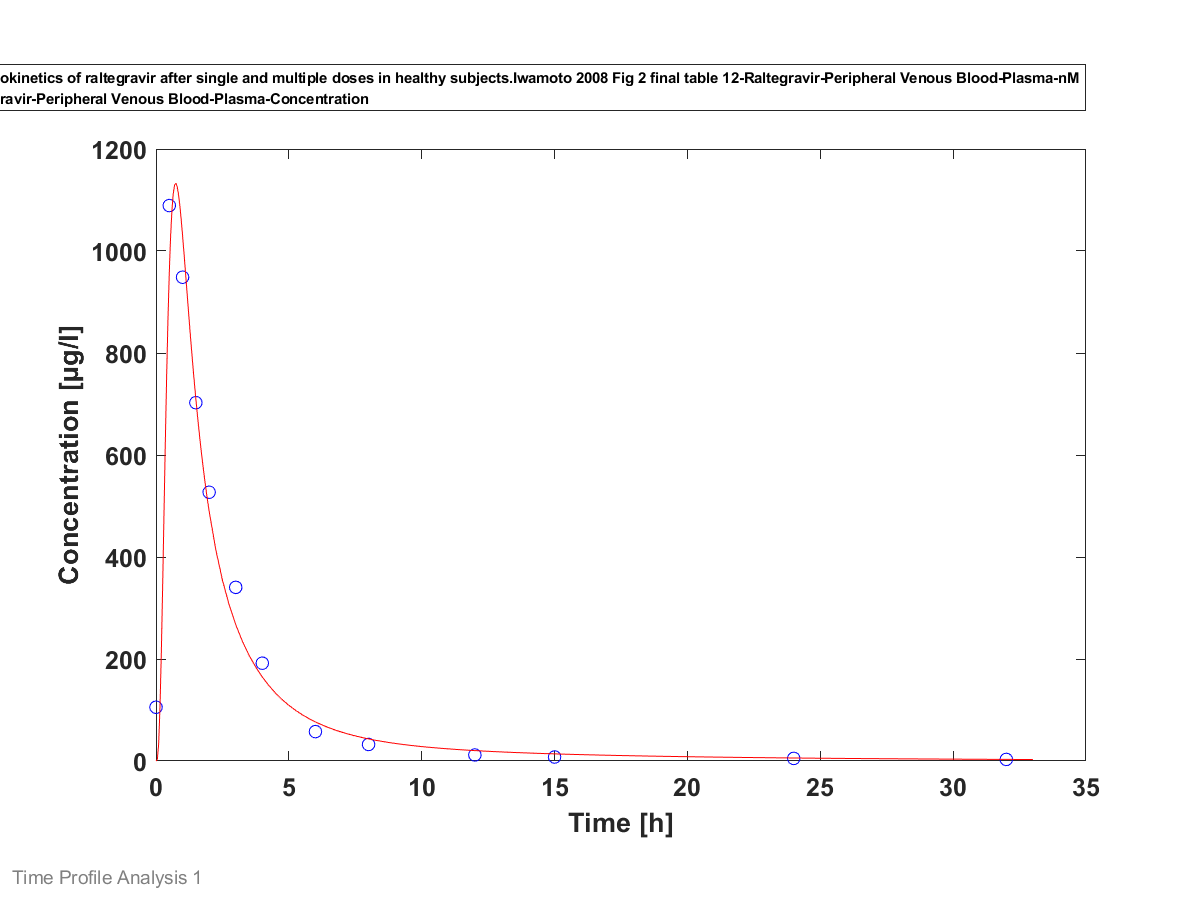 okinetics of raltegravir after single and multiple doses in healthy subjects.Iwamoto 2008 Fig 2 final table 12-Raltegravir-Peripheral Venous Blood-Plasma-nM
ravir-Peripheral Venous Blood-Plasma-Concentration
1200
1000
800
600
400
200
0
Concentration [µg/l]
0 5 10 15 20 25 30 35
Time [h]
Time Profile Analysis 1